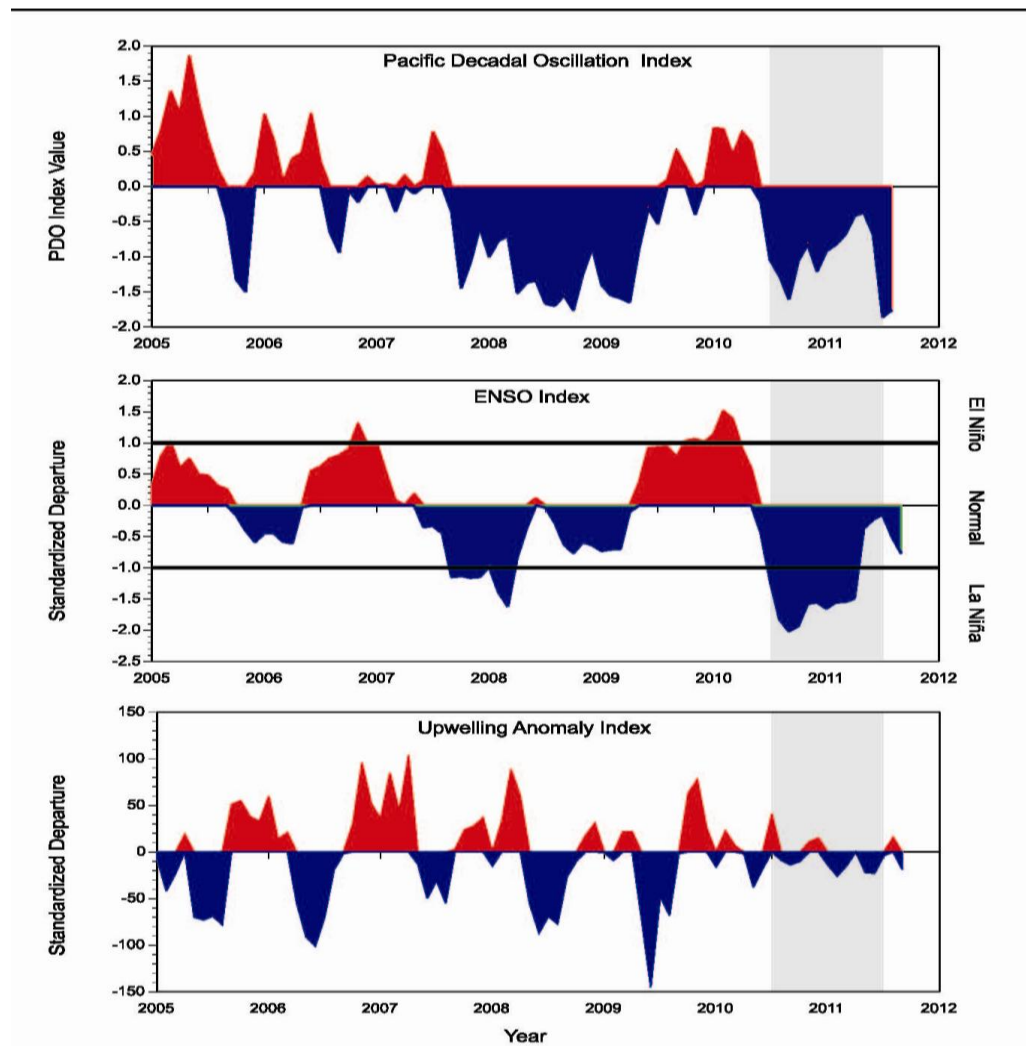 Pacific Decadal Oscillation Index
PDO Index Value
2.0
1.5
1.0
0.5
0.0
-0.5
-1.0
-1.5
-2.0
2005 2006 2007 2008 2009 2010 2011 2012
ENSO Index
Standardized Departure
2.0
1.5
1.0
0.5
0.0
-0.5
-1.0
-1.5
-2.0
-2.5
El Niño
Normal
La Niña
2005 2006 2007 2008 2009 2010 2011 2012
Upwelling Anomaly Index
Standardized Departure
150
100
50
0
-50
-100
-150
2005 2006 2007 2008 2009 2010 2011 2012
Year